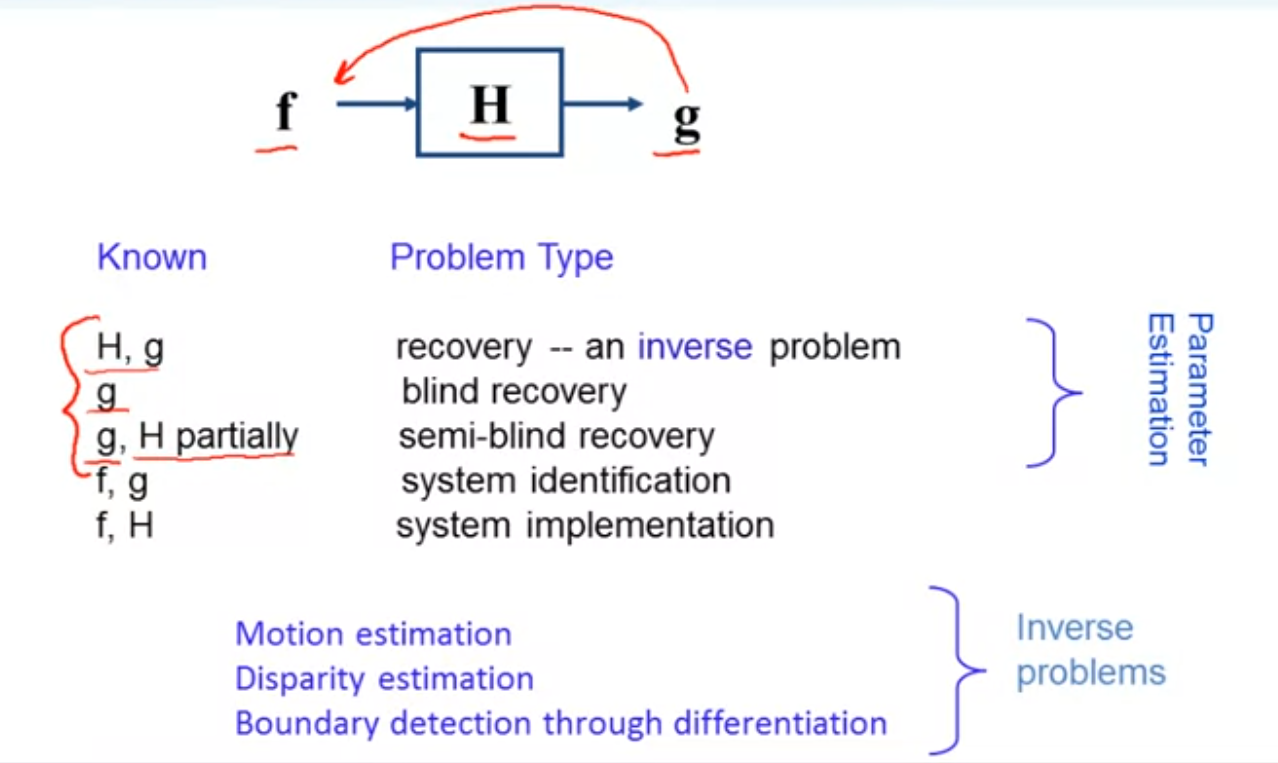 f H g
Known Problem Type
H, g recovery -- an inverse problem
g blind recovery
g, H partially semi-blind recovery
f, g system identification
f, H system implementation
Parameter
Estimation
Motion estimation
Disparity estimation
Boundary detection through differentiation
Inverse
problems